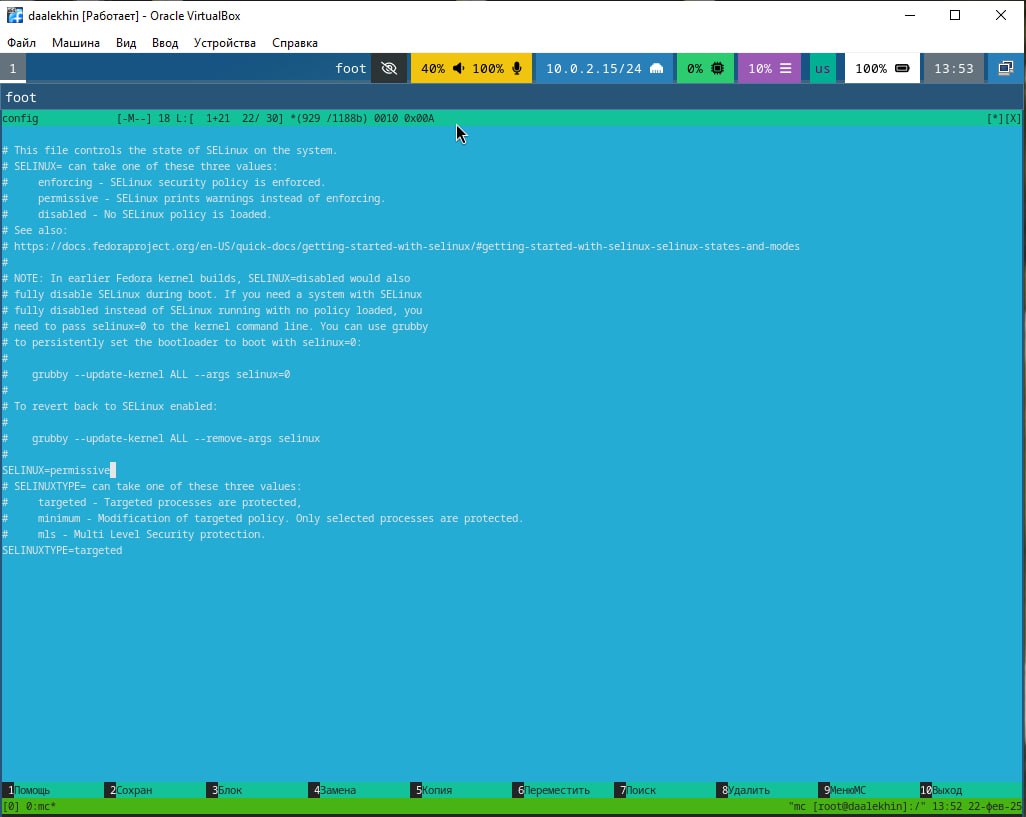 daalekhin [Работает] - Oracle VirtualBox
Файл Машина Вид Ввод Устройства Справка
1 foot 40% 100% 10.0.2.15/24 0% 10% us 100% 13:53
foot
config [-M--] 18 L:[ 1+21 22/ 30] *(929 /1188b) 0010 0x00A [*][X]
# This file controls the state of SELinux on the system.
# SELINUX= can take one of these three values:
# enforcing - SELinux security policy is enforced.
# permissive - SELinux prints warnings instead of enforcing.
# disabled - No SELinux policy is loaded.
# See also:
# https://docs.fedoraproject.org/en-US/quick-docs/getting-started-with-selinux/#getting-started-with-selinux-selinux-states-and-modes
#
# NOTE: In earlier Fedora kernel builds, SELINUX=disabled would also
# fully disable SELinux during boot. If you need a system with SELinux
# fully disabled instead of SELinux running with no policy loaded, you
# need to pass selinux=0 to the kernel command line. You can use grubby
# to persistently set the bootloader to boot with selinux=0:
#
# grubby --update-kernel ALL --args selinux=0
#
# To revert back to SELinux enabled:
#
# grubby --update-kernel ALL --remove-args selinux
#
SELINUX=permissive
# SELINUXTYPE= can take one of these three values:
# targeted - Targeted processes are protected,
# minimum - Modification of targeted policy. Only selected processes are protected.
# mls - Multi Level Security protection.
SELINUXTYPE=targeted
1Помощь 2Сохран 3Блок 4Замена 5Копия 6Переместить 7Поиск 8Удалить 9МенюMC 10Выход
[0] 0:mc* "mc [root@daalekhin]:/" 13:52 22-фев-25